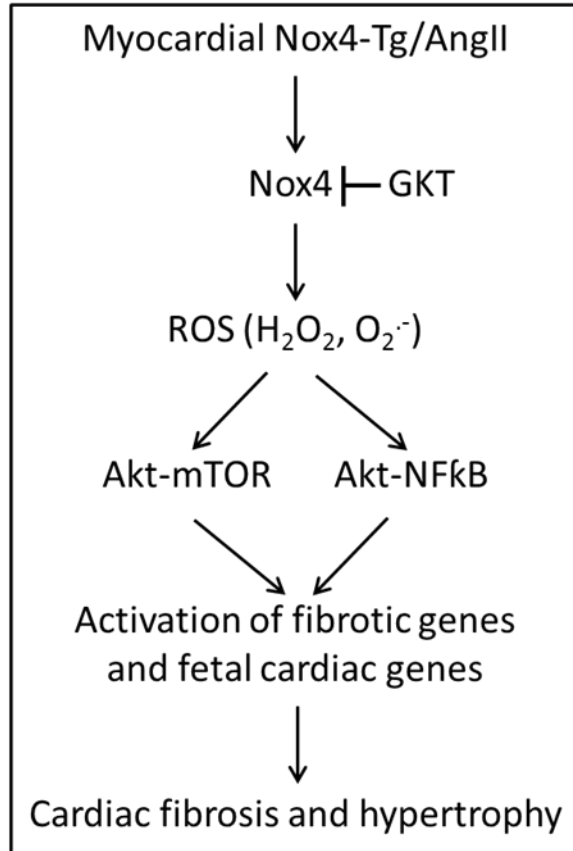 Myocardial Nox4-Tg/AngII
Nox4 GKT
ROS (H₂O₂, O₂·⁻)
Akt-mTOR Akt-NFƙB
Activation of fibrotic genes
and fetal cardiac genes
Cardiac fibrosis and hypertrophy